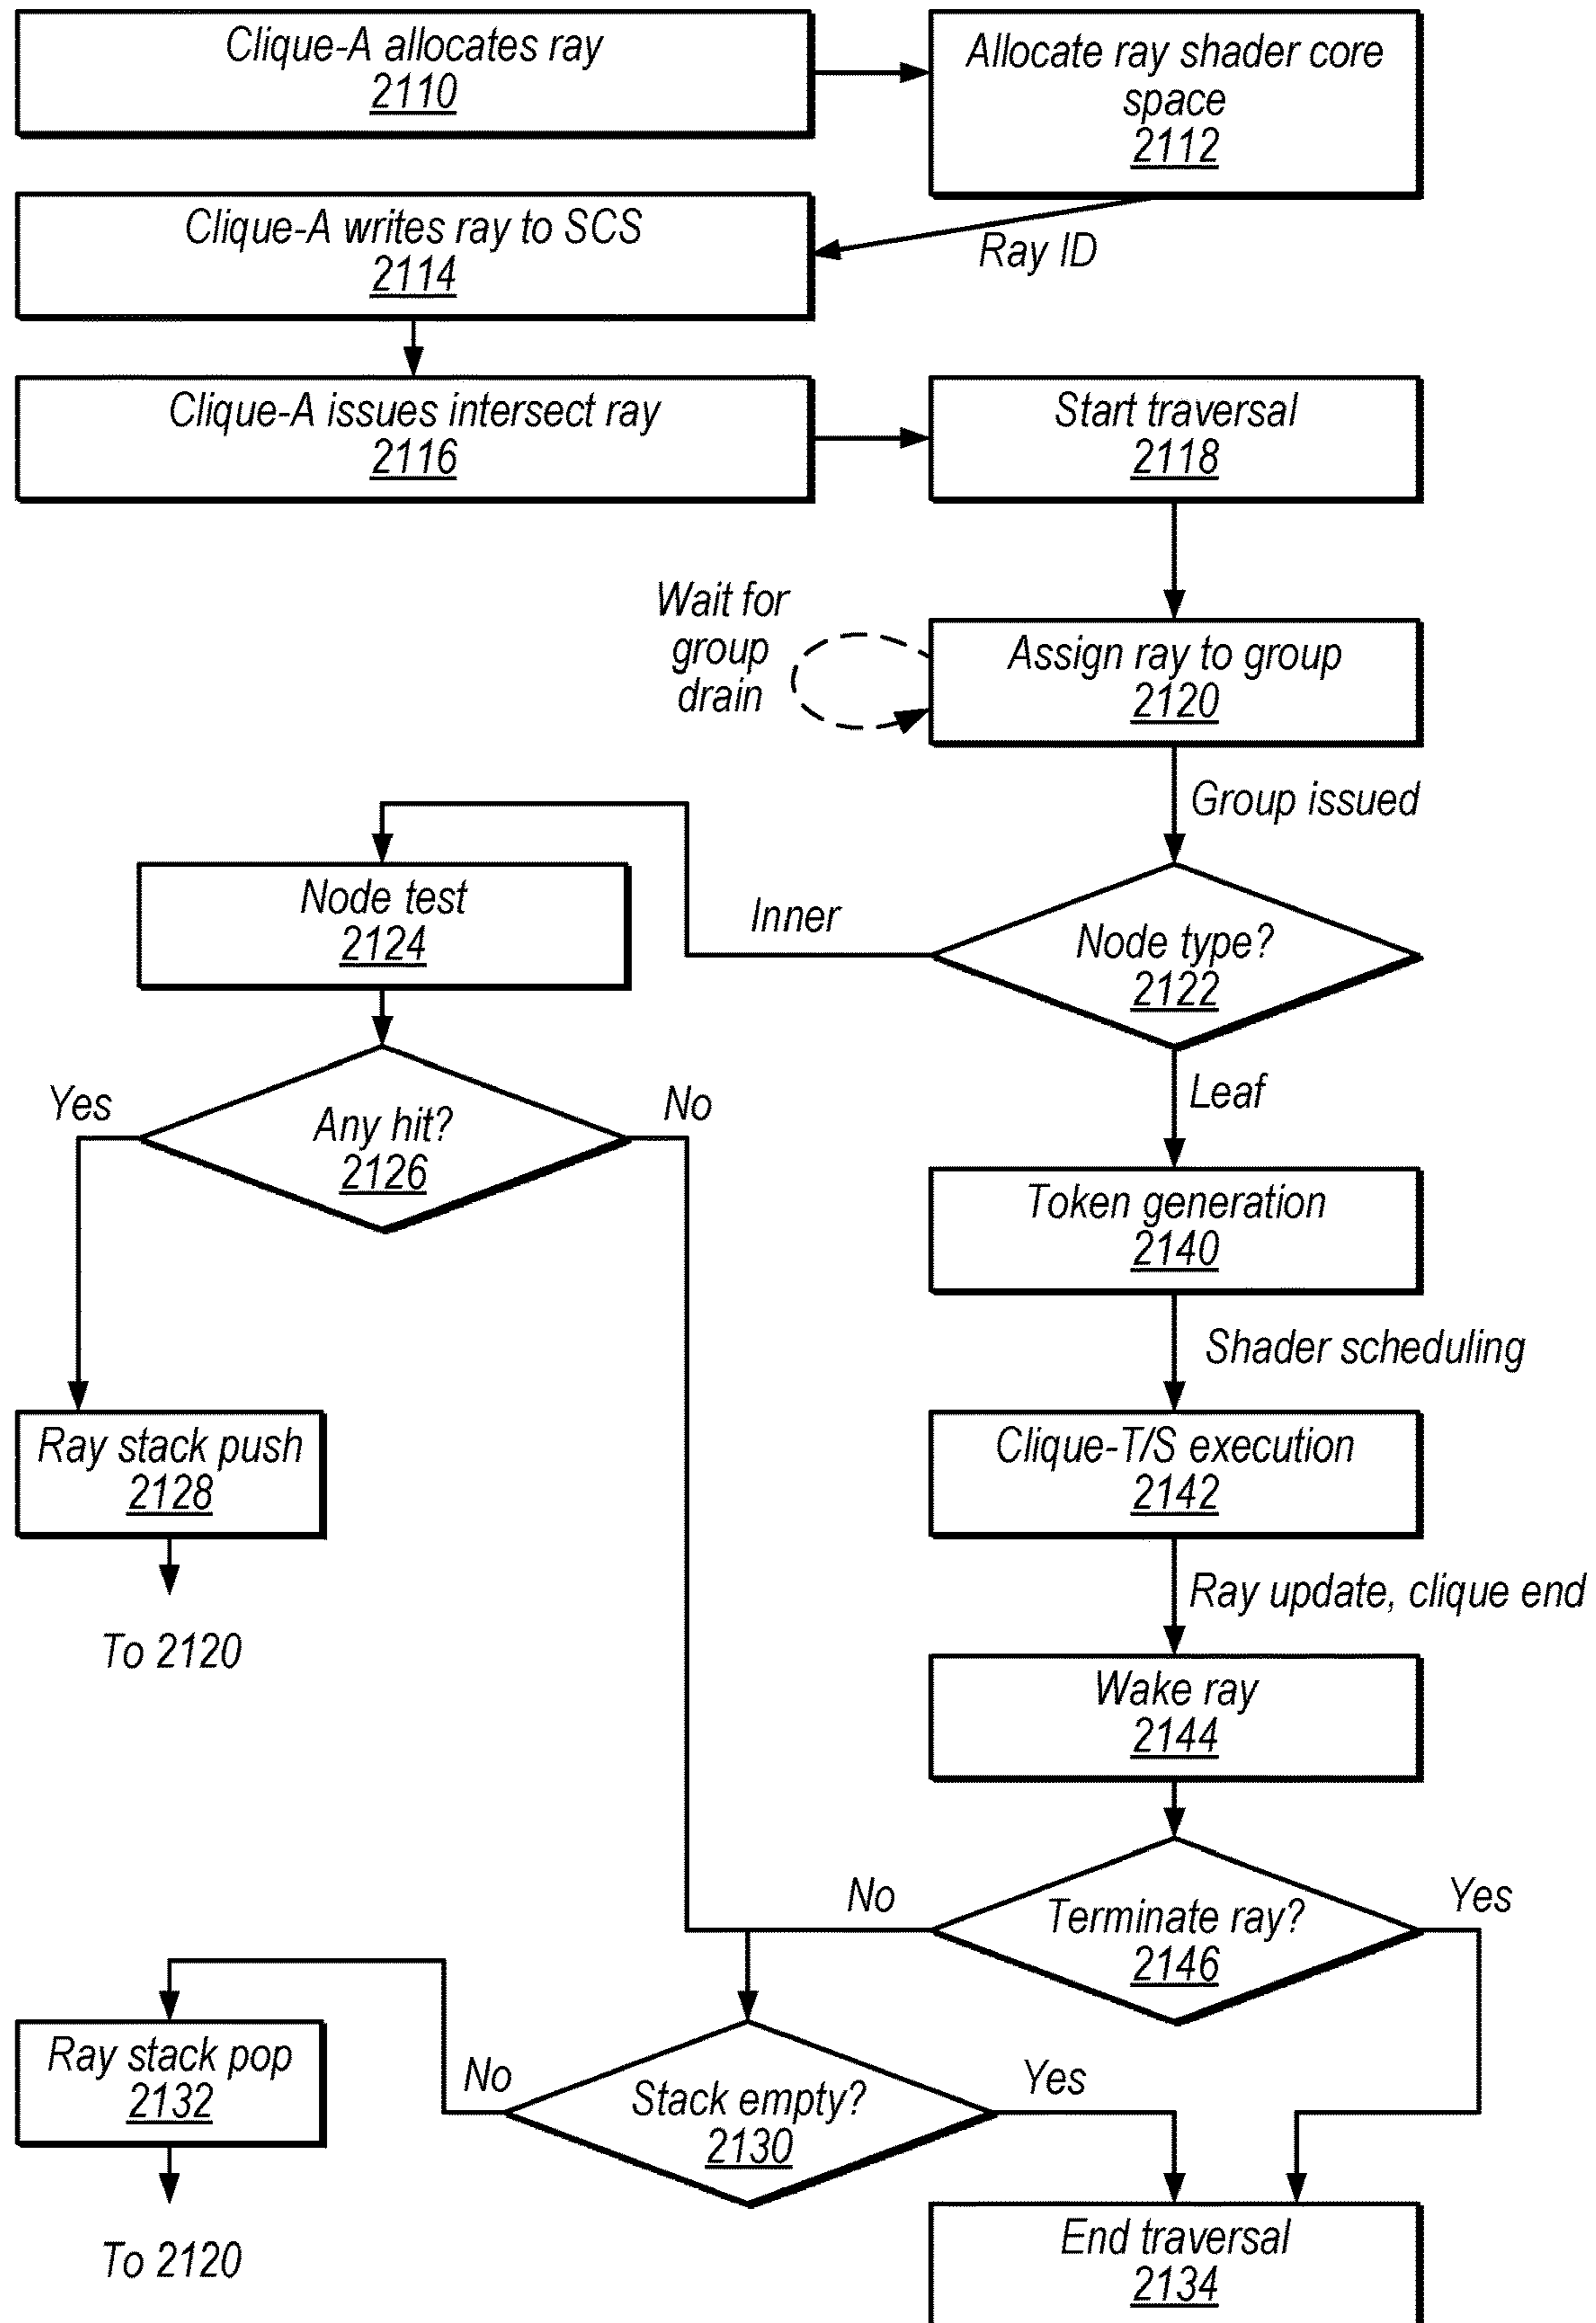 Clique-A allocates ray
2110
Allocate ray shader core
space
2112
Clique-A writes ray to SCS
2114
Ray ID
Clique-A issues intersect ray
2116
Start traversal
2118
Wait for
group
drain
Assign ray to group
2120
Group issued
Node test
2124
Inner
Node type?
2122
Yes
Any hit?
2126
No
Leaf
Token generation
2140
Shader scheduling
Ray stack push
2128
To 2120
Clique-T/S execution
2142
Ray update, clique end
Wake ray
2144
No
Terminate ray?
2146
Yes
Ray stack pop
2132
To 2120
No
Stack empty?
2130
Yes
End traversal
2134